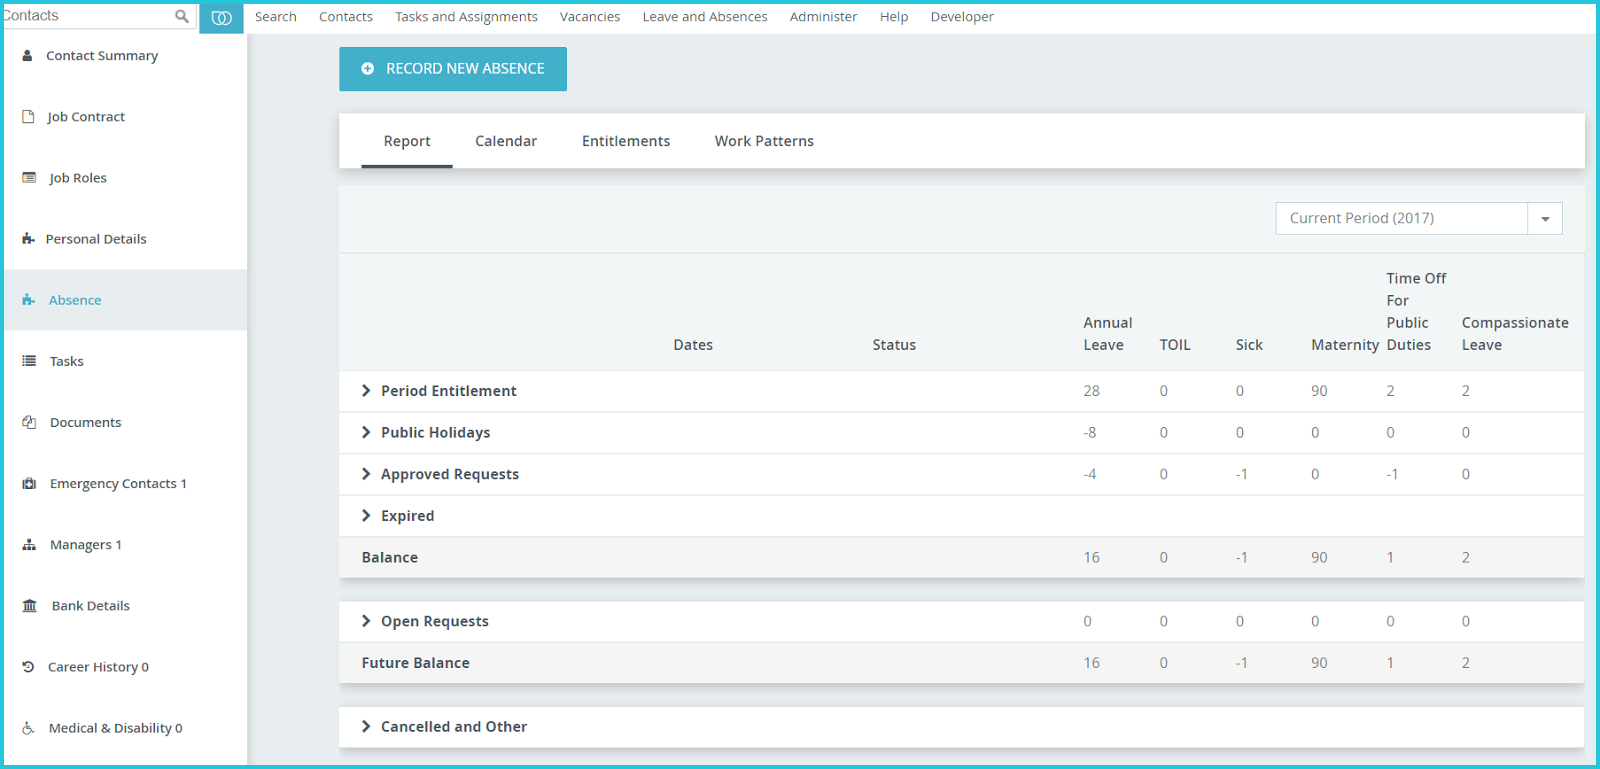 Contacts
Search Contacts Tasks and Assignments Vacancies Leave and Absences Administer Help Developer
Contact Summary
Job Contract
Job Roles
Personal Details
Absence
Tasks
Documents
Emergency Contacts 1
Managers 1
Bank Details
Career History 0
Medical & Disability 0
RECORD NEW ABSENCE
Report Calendar Entitlements Work Patterns
Current Period (2017)
Dates Status Annual Leave TOIL Sick Maternity Time Off For Public Duties Compassionate Leave
Period Entitlement 28 0 0 90 2 2
Public Holidays -8 0 0 0 0 0
Approved Requests -4 0 -1 0 -1 0
Expired
Balance 16 0 -1 90 1 2
Open Requests 0 0 0 0 0 0
Future Balance 16 0 -1 90 1 2
Cancelled and Other